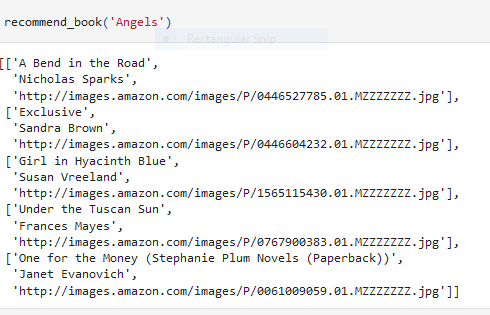 recommend_book('Angels')
Rectangular Snip
[['A Bend in the Road',
'Nicholas Sparks',
'http://images.amazon.com/images/P/0446527785.01.MZZZZZZZ.jpg'],
['Exclusive',
'Sandra Brown',
'http://images.amazon.com/images/P/0446604232.01.MZZZZZZZ.jpg'],
['Girl in Hyacinth Blue',
'Susan Vreeland',
'http://images.amazon.com/images/P/1565115430.01.MZZZZZZZ.jpg'],
['Under the Tuscan Sun',
'Frances Mayes',
'http://images.amazon.com/images/P/0767900383.01.MZZZZZZZ.jpg'],
['One for the Money (Stephanie Plum Novels (Paperback))',
'Janet Evanovich',
'http://images.amazon.com/images/P/0061009059.01.MZZZZZZZ.jpg']]